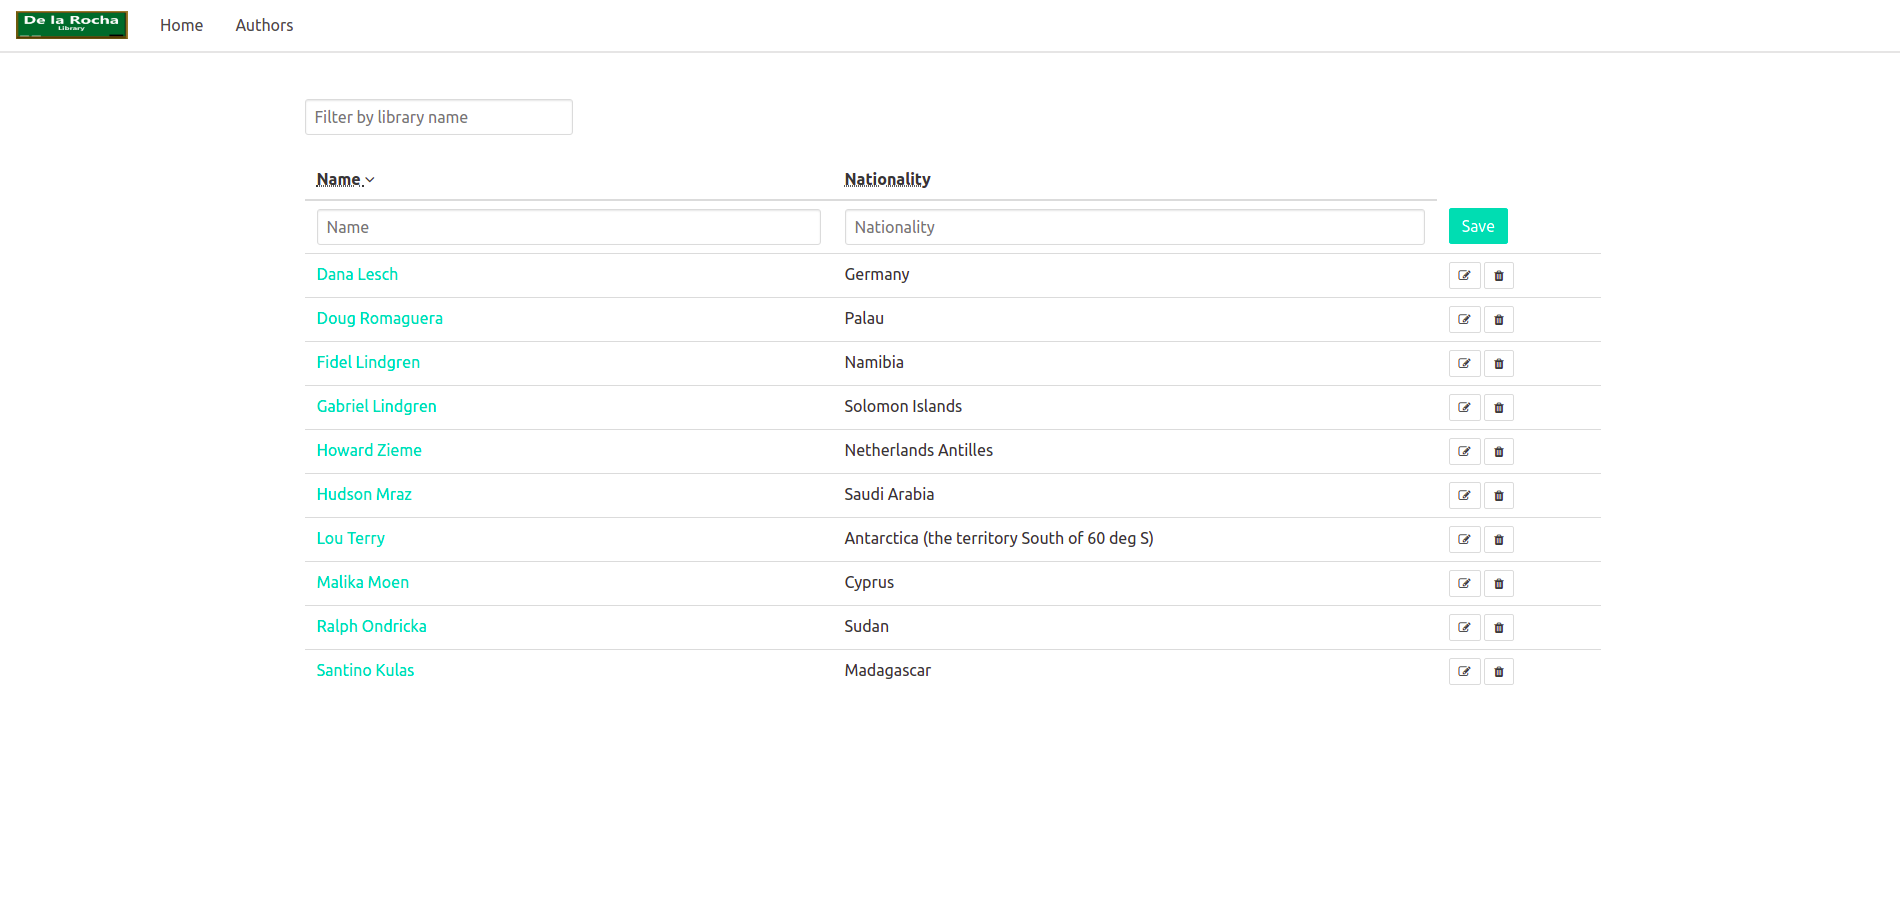 De la Rocha
Library
Home Authors
Filter by library name
Name Nationality
Name Nationality Save
Dana Lesch Germany
Doug Romaguera Palau
Fidel Lindgren Namibia
Gabriel Lindgren Solomon Islands
Howard Zieme Netherlands Antilles
Hudson Mraz Saudi Arabia
Lou Terry Antarctica (the territory South of 60 deg S)
Malika Moen Cyprus
Ralph Ondricka Sudan
Santino Kulas Madagascar